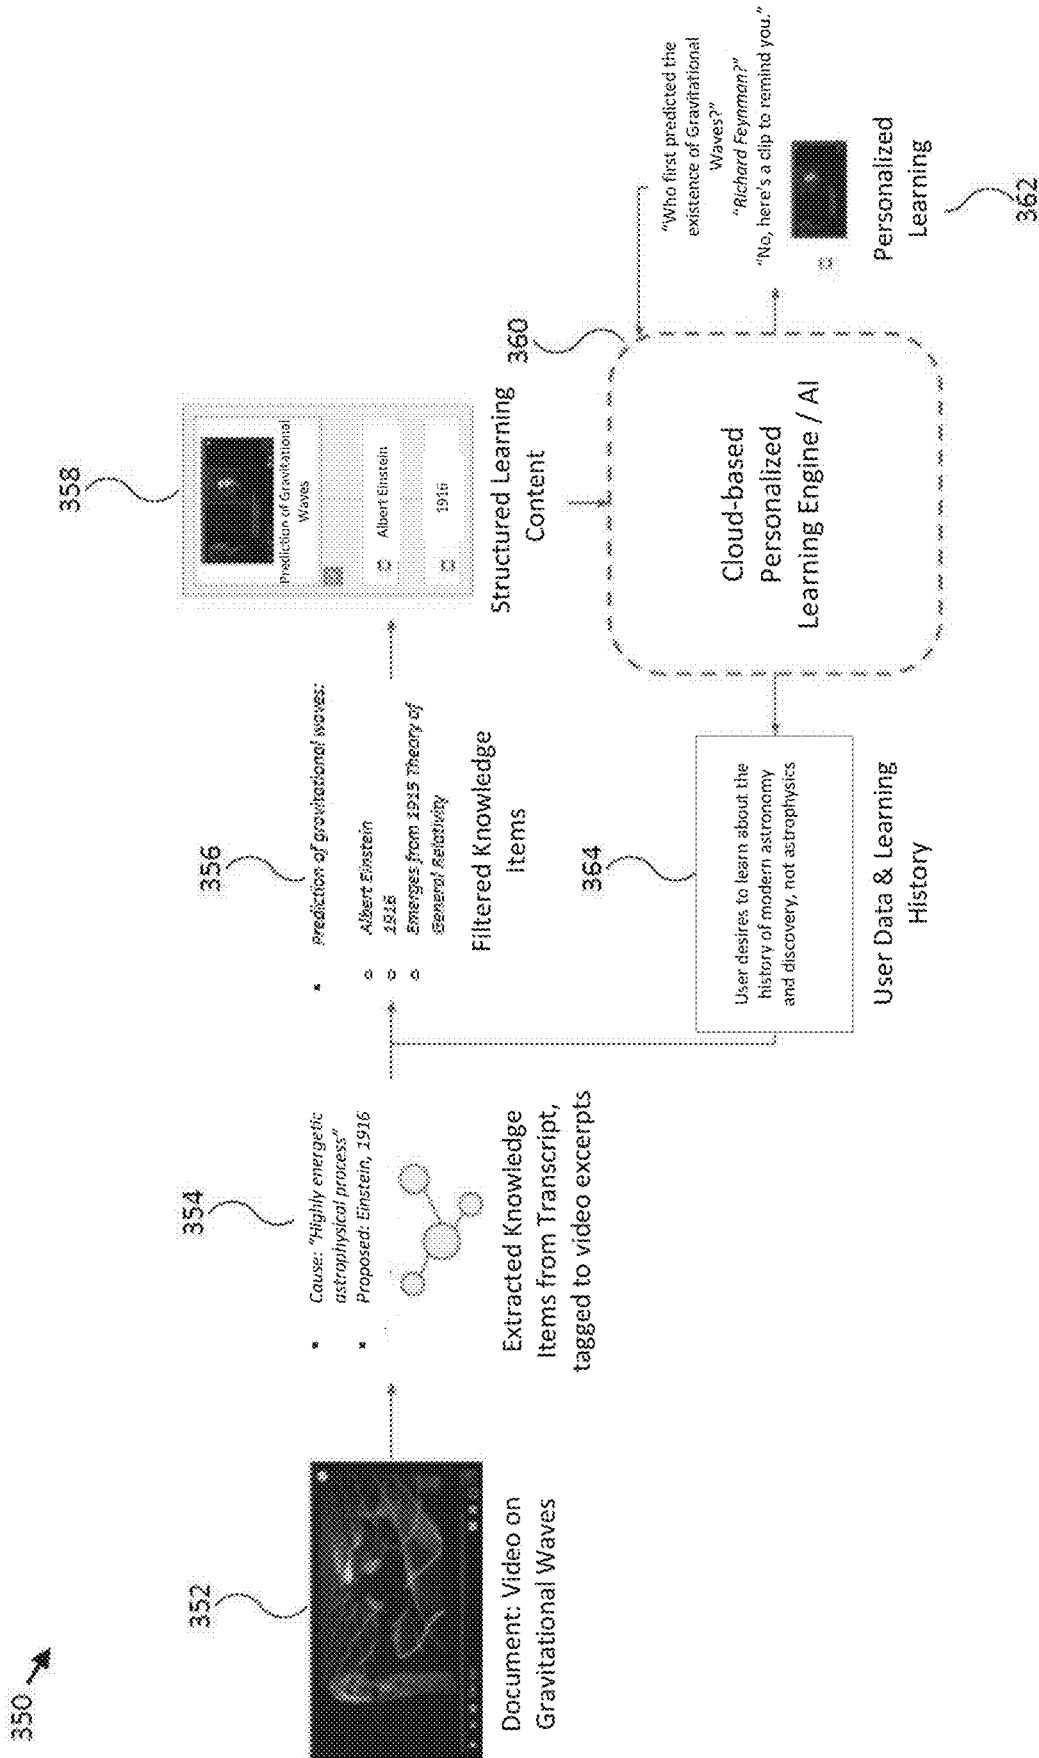 350
352
Document: Video on
Gravitational Waves
354
Cause: "Highly energetic
astrophysical process"
Proposed: Einstein, 1916
Extracted Knowledge
Items from Transcript,
tagged to video excerpts
356
Prediction of gravitational waves:
Albert Einstein
1916
Emerges from 1915 Theory of
General Relativity
Filtered Knowledge
Items
358
Prediction of Gravitational
Waves
Albert Einstein
1916
Structured Learning
Content
360
Cloud-based
Personalized
Learning Engine / AI
"Who first predicted the
existence of Gravitational
Waves?"
"Richard Feynman?"
"No, here's a clip to remind you."
Personalized
Learning
362
364
User desires to learn about the
history of modern astronomy
and discovery, not astrophysics
User Data & Learning
History